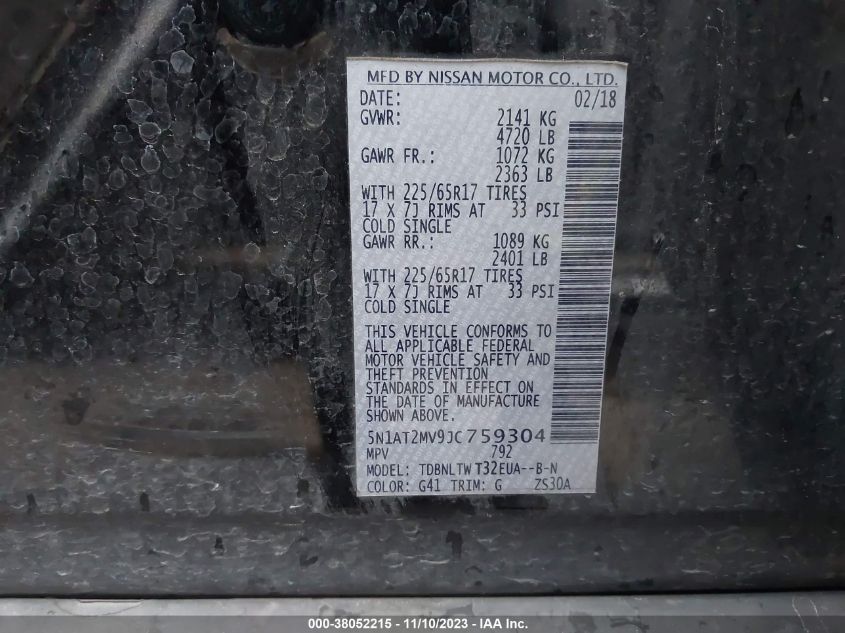 MFD BY NISSAN MOTOR CO., LTD.
DATE: 02/18
GVWR: 2141 KG
4720 LB
GAWR FR.: 1072 KG
2363 LB
WITH 225/65R17 TIRES
17 X 7J RIMS AT 33 PSI
COLD SINGLE
GAWR RR.: 1089 KG
2401 LB
WITH 225/65R17 TIRES
17 X 7J RIMS AT 33 PSI
COLD SINGLE
THIS VEHICLE CONFORMS TO
ALL APPLICABLE FEDERAL
MOTOR VEHICLE SAFETY AND
THEFT PREVENTION
STANDARDS IN EFFECT ON
THE DATE OF MANUFACTURE
SHOWN ABOVE.
5N1AT2MV9JC759304
MPV 792
MODEL: TDBNLTW T32EUA--B-N
COLOR: G41 TRIM: G ZS30A
000-38052215 - 11/10/2023 - IAA Inc.